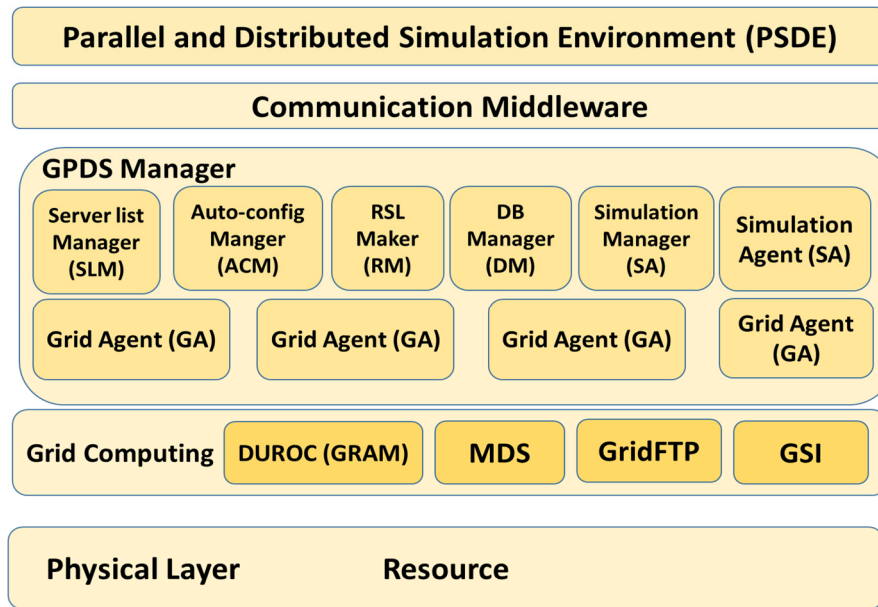 Parallel and Distributed Simulation Environment (PSDE)
Communication Middleware
GPDS Manager
Server list
Manager
(SLM)
Auto-config
Manger
(ACM)
RSL
Maker
(RM)
DB
Manager
(DM)
Simulation
Manager
(SA)
Simulation
Agent (SA)
Grid Agent (GA)
Grid Agent (GA)
Grid Agent (GA)
Grid Agent
(GA)
Grid Computing
DUROC (GRAM)
MDS
GridFTP
GSI
Physical Layer
Resource